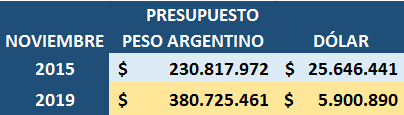 PRESUPUESTO
NOVIEMBRE PESO ARGENTINO DÓLAR
2015 $ 230.817.972 $ 25.646.441
2019 $ 380.725.461 $ 5.900.890